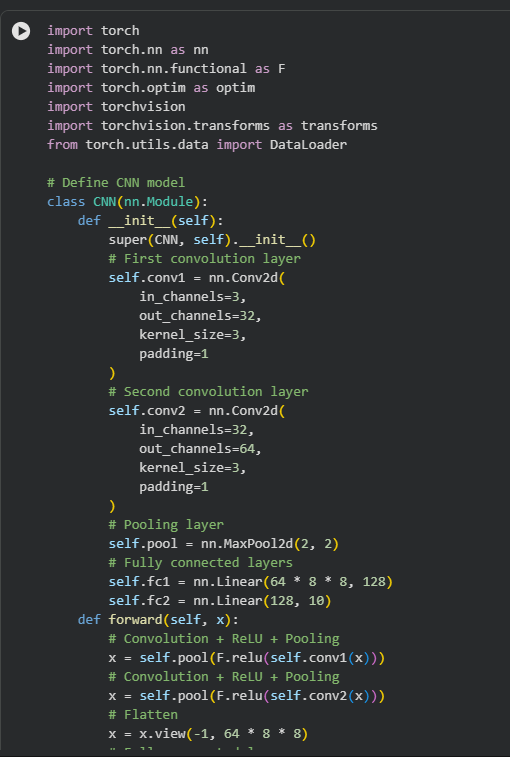 import torch
import torch.nn as nn
import torch.nn.functional as F
import torch.optim as optim
import torchvision
import torchvision.transforms as transforms
from torch.utils.data import DataLoader

# Define CNN model
class CNN(nn.Module):
    def __init__(self):
        super(CNN, self).__init__()
        # First convolution layer
        self.conv1 = nn.Conv2d(
            in_channels=3,
            out_channels=32,
            kernel_size=3,
            padding=1
        )
        # Second convolution layer
        self.conv2 = nn.Conv2d(
            in_channels=32,
            out_channels=64,
            kernel_size=3,
            padding=1
        )
        # Pooling layer
        self.pool = nn.MaxPool2d(2, 2)
        # Fully connected layers
        self.fc1 = nn.Linear(64 * 8 * 8, 128)
        self.fc2 = nn.Linear(128, 10)
    def forward(self, x):
        # Convolution + ReLU + Pooling
        x = self.pool(F.relu(self.conv1(x)))
        # Convolution + ReLU + Pooling
        x = self.pool(F.relu(self.conv2(x)))
        # Flatten
        x = x.view(-1, 64 * 8 * 8)